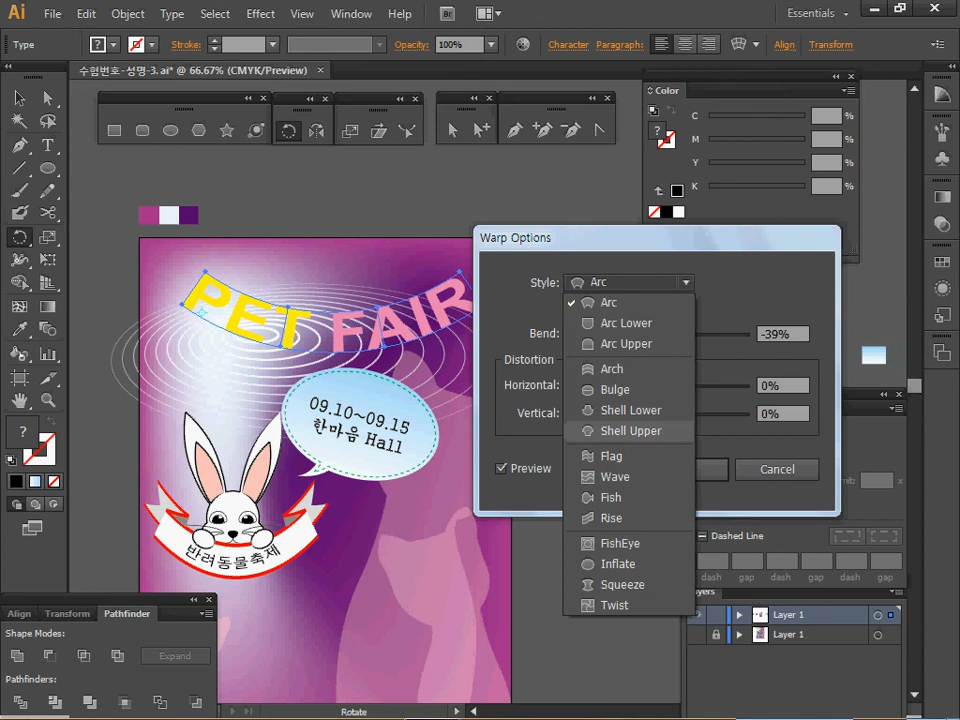 Ai File Edit Object Type Select Effect View Window Help Br Essentials
Type ? Stroke: Opacity: 100% Character Paragraph: Align Transform
수험번호-성명-3.ai* @ 66.67% (CMYK/Preview) ×
Color
? C %
M %
Y %
K %
Warp Options
Style: Arc
Arc
Arc Lower
Arc Upper
Arch
Bulge
Shell Lower
Shell Upper
Flag
Wave
Fish
Rise
FishEye
Inflate
Squeeze
Twist
Bend: -39%
Distortion
Horizontal: 0%
Vertical: 0%
Preview Cancel
PET FAIR
09.10~09.15
한마음 Hall
반려동물축제
?
x
Dashed Line
dash gap dash gap dash gap
Layer 1
Layer 1
Align Transform Pathfinder
Shape Modes:
Expand
Pathfinders:
Rotate